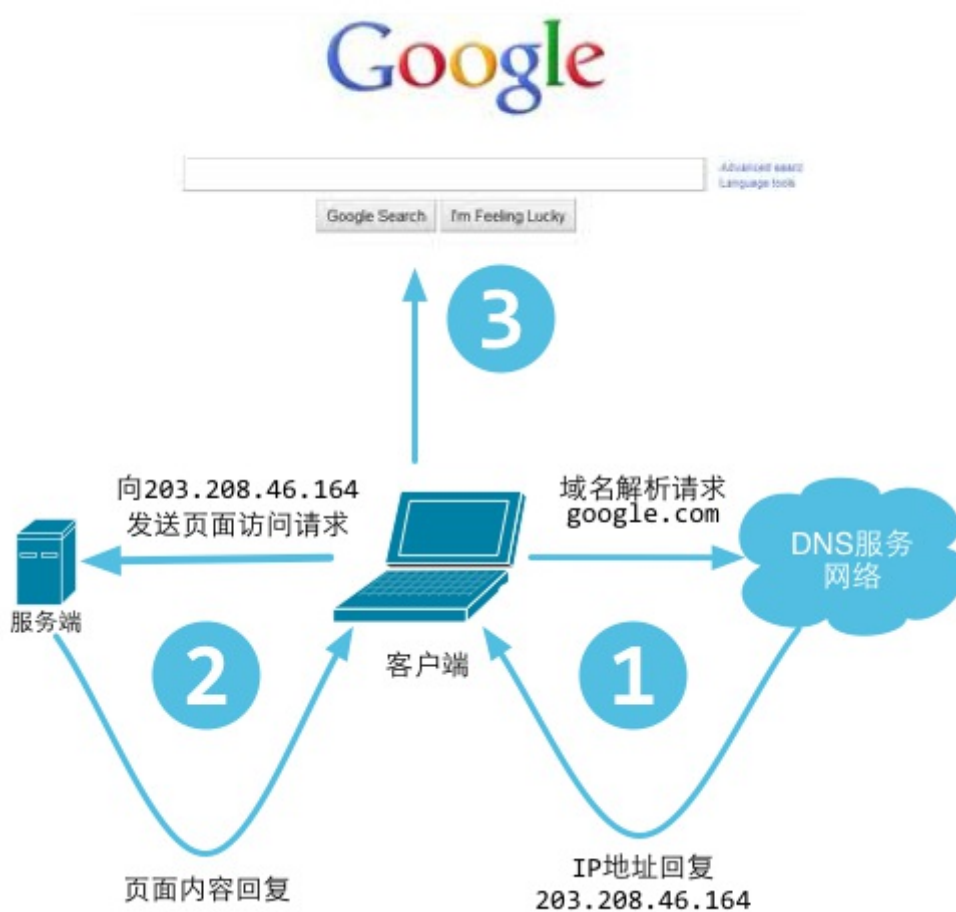 Google
Advanced searc
Language tools
Google Search
I'm Feeling Lucky
3
向203.208.46.164
发送页面访问请求
域名解析请求
google.com
DNS服务
网络
服务端
2
客户端
1
页面内容回复
IP地址回复
203.208.46.164